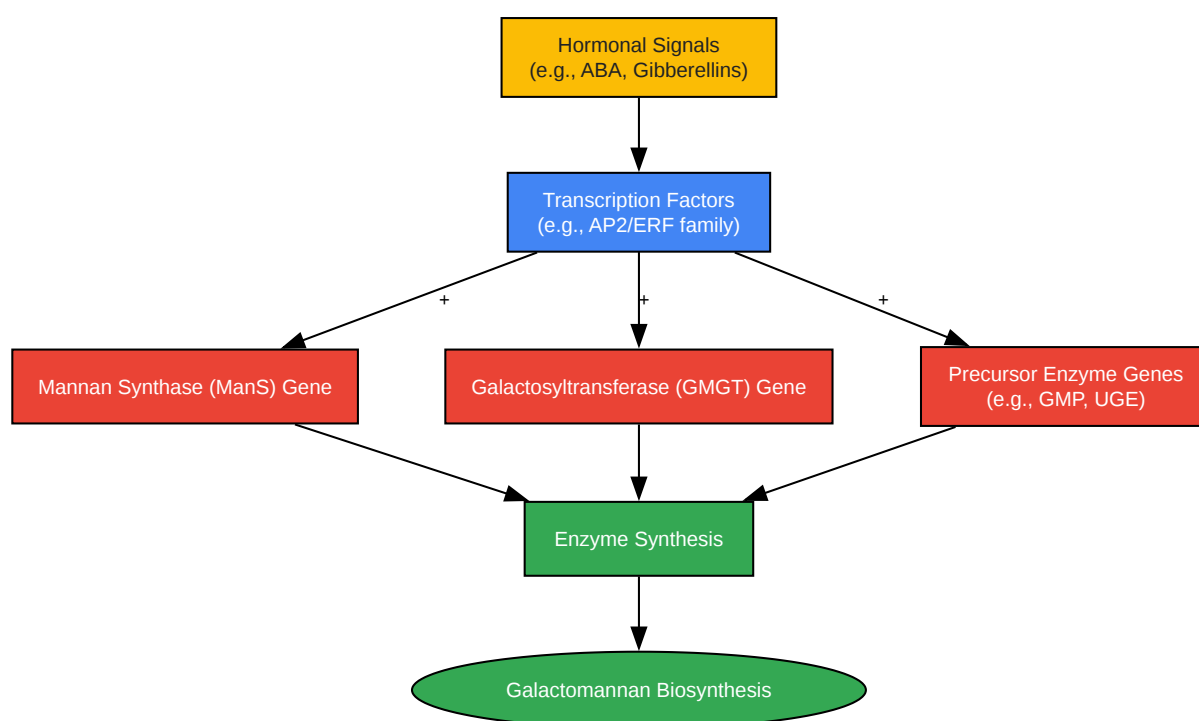 Hormonal Signals
(e.g., ABA, Gibberellins)
Transcription Factors
(e.g., AP2/ERF family)
+
+
+
Mannan Synthase (ManS) Gene
Galactosyltransferase (GMGT) Gene
Precursor Enzyme Genes
(e.g., GMP, UGE)
Enzyme Synthesis
Galactomannan Biosynthesis